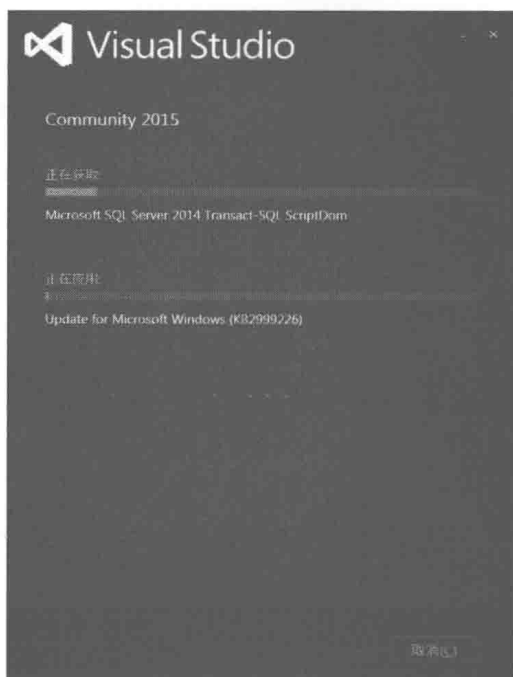 Visual Studio
Community 2015
正在获取:
Microsoft SQL Server 2014 Transact-SQL ScriptDom
正在应用:
Update for Microsoft Windows (KB2999226)
取消(C)